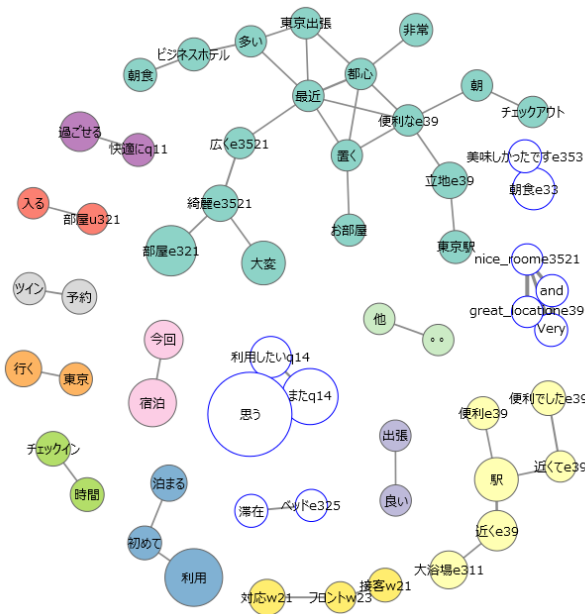 東京出張
多い
非常
ビジネスホテル
朝食
都心
最近
朝
便利なe39
チェックアウト
過ごせる
快適にq11
広くe3521
置く
美味しかったですe353
立地e39
朝食e33
入る
部屋u321
綺麗e3521
お部屋
部屋e321
大変
東京駅
nice_roome3521
and
ツイン
予約
great_locatione39
他
。。
Very
今回
行く
東京
利用したいq14
またq14
宿泊
思う
便利でしたe39
便利e39
出張
チェックイン
近くてe39
駅
時間
泊まる
良い
滞在
ベッドe325
近くe39
初めて
大浴場e311
利用
対応w21
フロントw23
接客w21